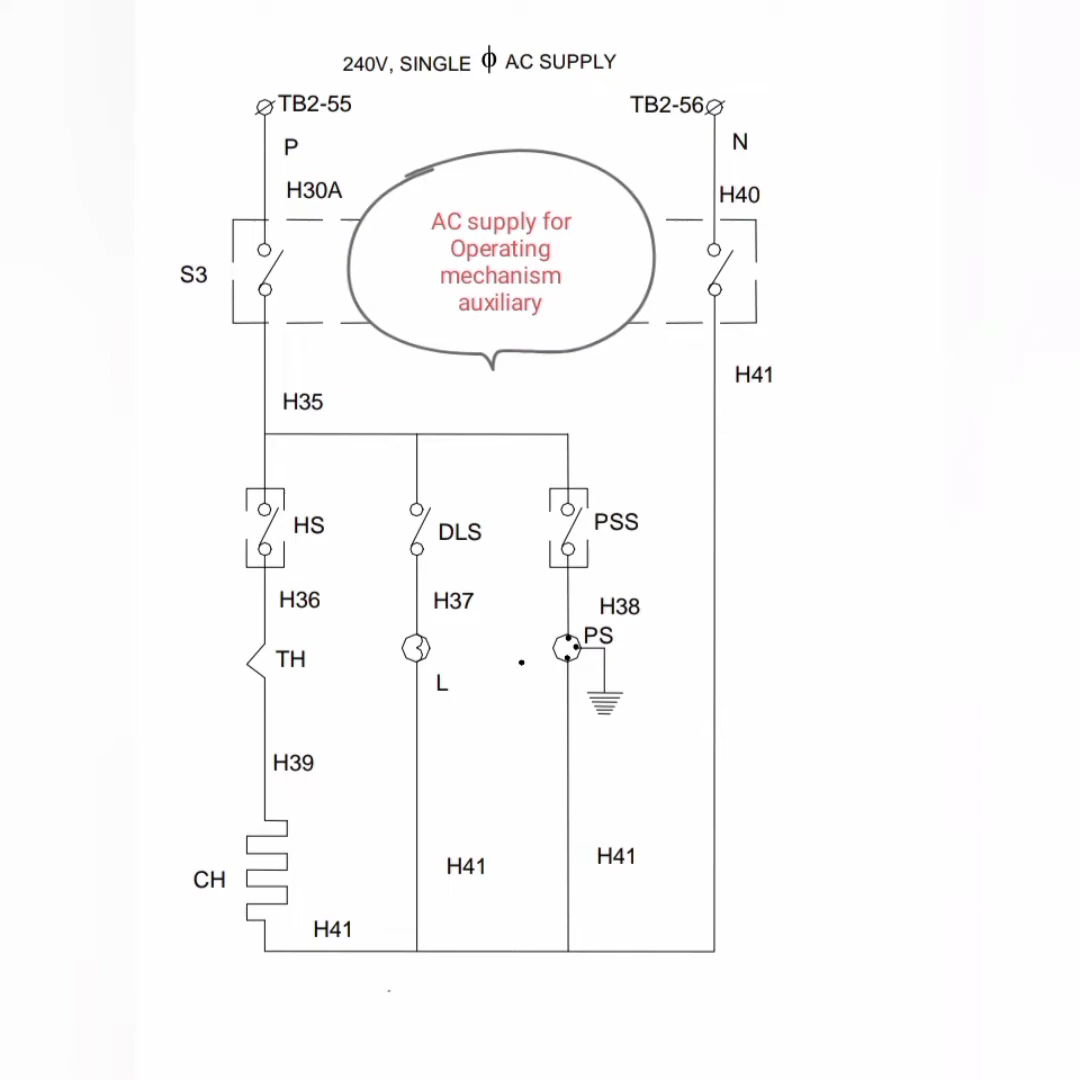 240V, SINGLE ϕ AC SUPPLY
TB2-55
TB2-56
P
N
H30A
H40
AC supply for
Operating
mechanism
auxiliary
S3
H41
H35
HS
DLS
PSS
H36
H37
H38
PS
TH
L
H39
H41
H41
CH
H41